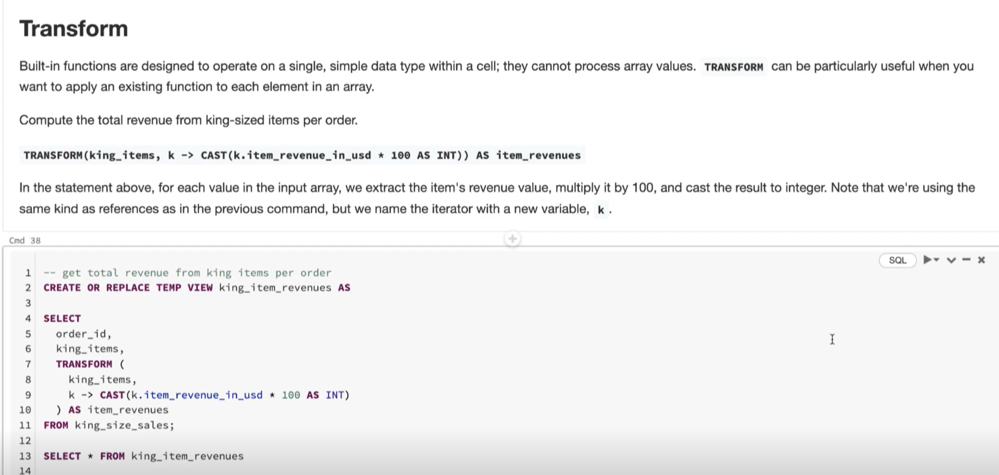 Transform
Built-in functions are designed to operate on a single, simple data type within a cell; they cannot process array values. TRANSFORM can be particularly useful when you
want to apply an existing function to each element in an array.
Compute the total revenue from king-sized items per order.
TRANSFORM(king_items, k -> CAST(k.item_revenue_in_usd * 100 AS INT)) AS item_revenues
In the statement above, for each value in the input array, we extract the item's revenue value, multiply it by 100, and cast the result to integer. Note that we're using the
same kind as references as in the previous command, but we name the iterator with a new variable, k .
Cmd 38
SQL
1 -- get total revenue from king items per order
2 CREATE OR REPLACE TEMP VIEW king_item_revenues AS
3
4 SELECT
5   order_id,
6   king_items,
7   TRANSFORM (
8     king_items,
9     k -> CAST(k.item_revenue_in_usd * 100 AS INT)
10   ) AS item_revenues
11 FROM king_size_sales;
12
13 SELECT * FROM king_item_revenues
14